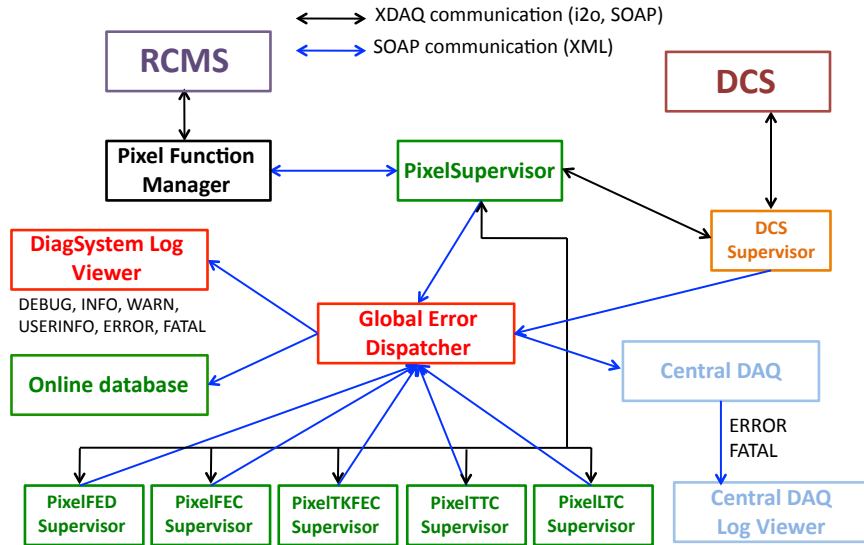 XDAQ communication (i2o, SOAP)
SOAP communication (XML)
RCMS
DCS
Pixel Function
Manager
PixelSupervisor
DCS
Supervisor
DiagSystem Log
Viewer
DEBUG, INFO, WARN,
USERINFO, ERROR, FATAL
Global Error
Dispatcher
Online database
Central DAQ
ERROR
FATAL
PixelFED
Supervisor
PixelFEC
Supervisor
PixelTKFEC
Supervisor
PixelTTC
Supervisor
PixelLTC
Supervisor
Central DAQ
Log Viewer